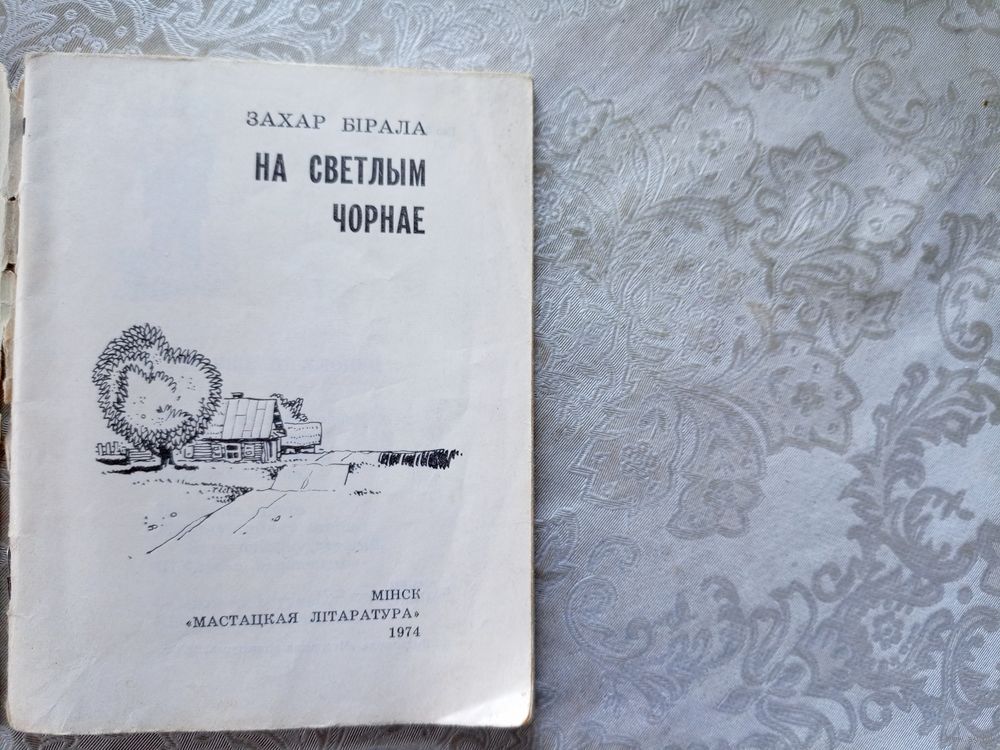 ЗАХАР БІРАЛА
НА СВЕТЛЫМ
ЧОРНАЕ
МІНСК
«МАСТАЦКАЯ ЛІТАРАТУРА»
1974